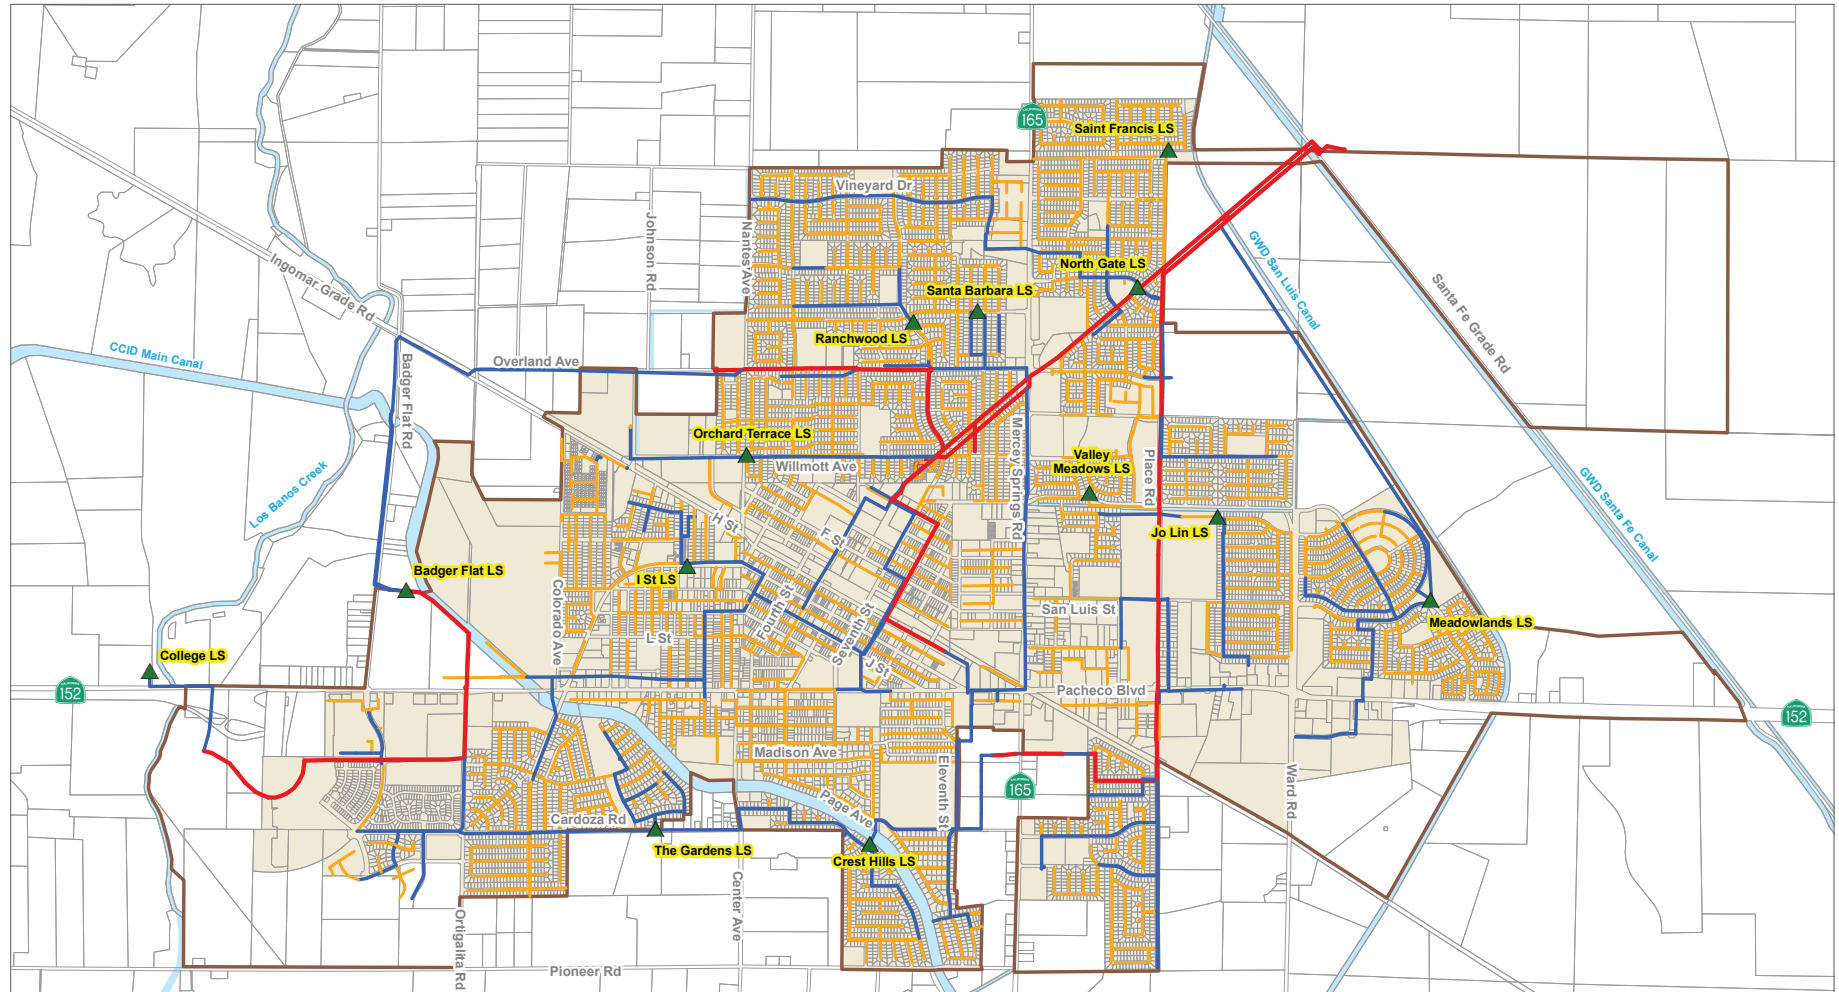 165
Saint Francis LS
Vineyard Dr
Johnson Rd
Nantes Ave
GWD San Luis Canal
North Gate LS
Ingomar Grade Rd
Santa Barbara LS
Santa Fe Grade Rd
Ranchwood LS
CCID Main Canal
Overland Ave
Badger Flat Rd
Orchard Terrace LS
Mercey Springs Rd
Willmott Ave
Valley
Meadows LS
Place Rd
Los Banos Creek
GWD Santa Fe Canal
H St
F St
Jo Lin LS
Badger Flat LS
I St LS
Colorado Ave
Fourth St
San Luis St
Meadowlands LS
L St
Seventh St
College LS
J St
152
Pacheco Blvd
152
Madison Ave
Eleventh St
165
Ward Rd
Page Ave
Cardoza Rd
The Gardens LS
Crest Hills LS
Center Ave
Ortigalita Rd
Pioneer Rd